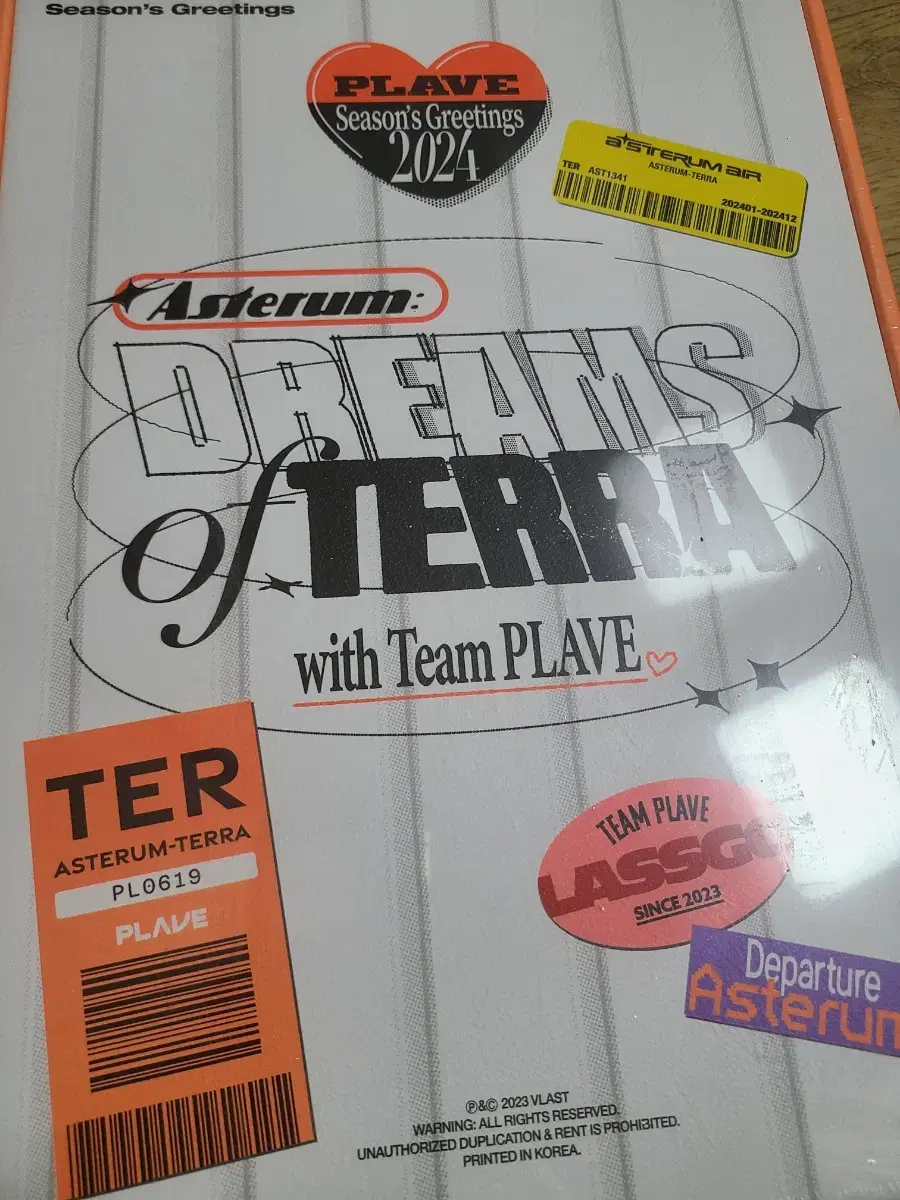 Season's Greetings
PLAVE
Season's Greetings
2024
asterum air
ASTERUM-TERRA
TER AST1341
202401-202412
Asterum:
DREAMS
of TERRA
with Team PLAVE
TER
ASTERUM-TERRA
PL0619
PLAVE
TEAM PLAVE
LASSGO
SINCE 2023
Departure
Asterum
Ⓟ&© 2023 VLAST
WARNING: ALL RIGHTS RESERVED.
UNAUTHORIZED DUPLICATION & RENT IS PROHIBITED.
PRINTED IN KOREA.